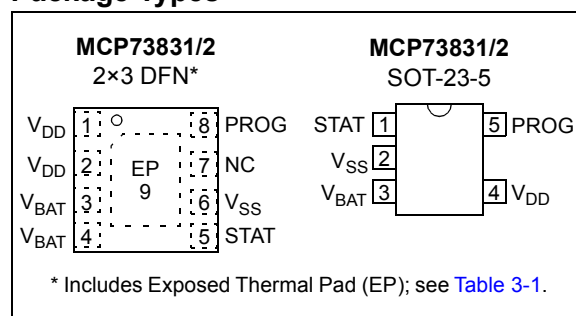 Package Types
MCP73831/2
2×3 DFN*
VDD 1 8 PROG
VDD 2 EP 7 NC
VBAT 3 9 6 VSS
VBAT 4 5 STAT
MCP73831/2
SOT-23-5
STAT 1 5 PROG
VSS 2
VBAT 3 4 VDD
* Includes Exposed Thermal Pad (EP); see Table 3-1.